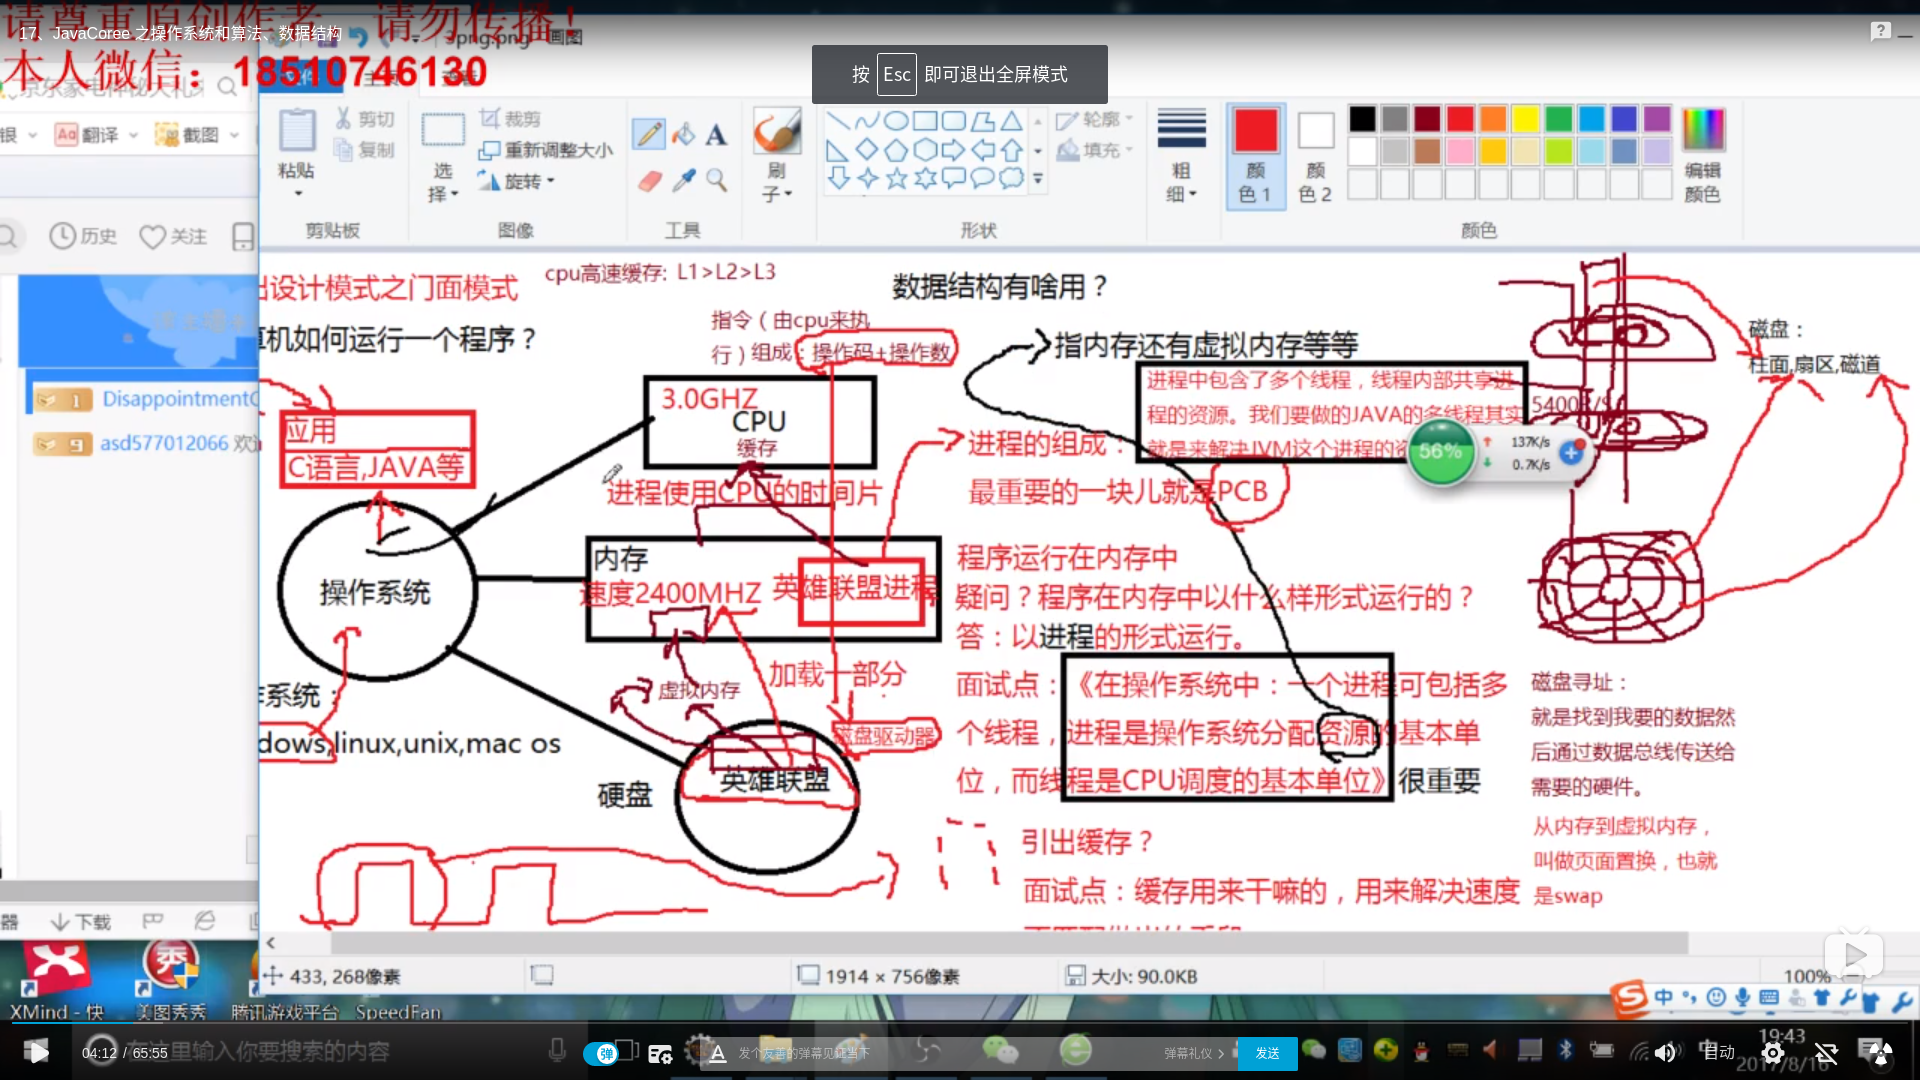 请尊重原创作者，请勿传播！
17、JavaCoree 之操作系统和算法、数据结构
3png.png - 画图
本人微信：18510746130
按 Esc 即可退出全屏模式
翻译
截图
粘贴
剪切
复制
剪贴板
选择
裁剪
重新调整大小
旋转
图像
工具
刷子
形状
轮廓
填充
粗细
颜色 1
颜色 2
编辑颜色
颜色
历史
关注
出设计模式之门面模式
cpu高速缓存: L1>L2>L3
数据结构有啥用？
算机如何运行一个程序？
指令（由cpu来执
行）组成：操作码+操作数
指内存还有虚拟内存等等
磁盘：
柱面,扇区,磁道
进程中包含了多个线程，线程内部共享进
程的资源。我们要做的JAVA的多线程其实
就是来解决JVM这个进程的资
5400R/S
56%
137K/s
0.7K/s
3.0GHZ
CPU
缓存
应用
C语言,JAVA等
asd577012066
进程的组成：
最重要的一块儿就是PCB
进程使用CPU的时间片
内存
速度2400MHZ
英雄联盟进程
操作系统
程序运行在内存中
疑问？程序在内存中以什么样形式运行的？
答：以进程的形式运行。
加载一部分
虚拟内存
磁盘驱动器
面试点：《在操作系统中：一个进程可包括多
个线程，进程是操作系统分配资源的基本单
位，而线程是CPU调度的基本单位》很重要
作系统：
dows,linux,unix,mac os
硬盘
英雄联盟
磁盘寻址：
就是找到我要的数据然
后通过数据总线传送给
需要的硬件。
从内存到虚拟内存，
叫做页面置换，也就
是swap
引出缓存？
面试点：缓存用来干嘛的，用来解决速度
下载
433, 268像素
1914 × 756像素
大小: 90.0KB
100%
XMind - 快
美图秀秀
腾讯游戏平台
SpeedFan
中
04:12 / 65:55
在这里输入你要搜索的内容
弹
发个友善的弹幕见证当下
弹幕礼仪
发送
自动
19:43
2017/8/16